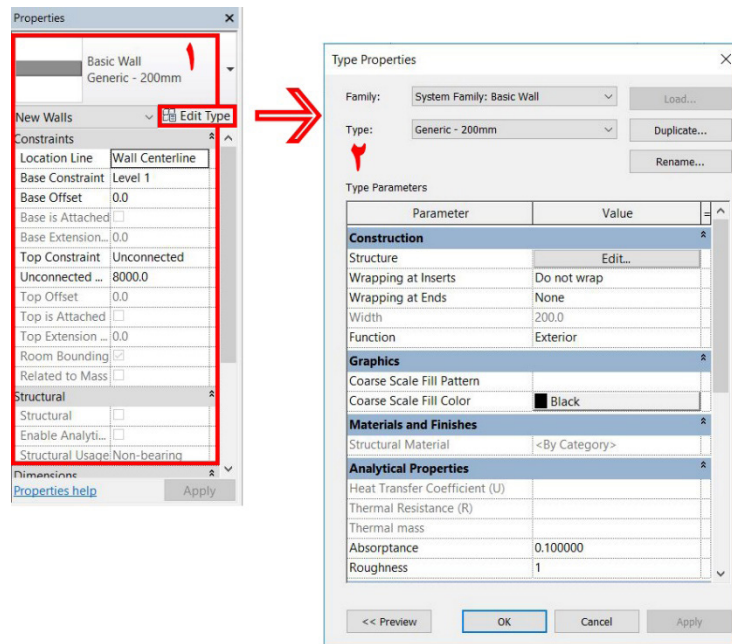 Properties
Basic Wall
Generic - 200mm
۱
New Walls
Edit Type
Constraints
Location Line Wall Centerline
Base Constraint Level 1
Base Offset 0.0
Base is Attached
Base Extension... 0.0
Top Constraint Unconnected
Unconnected ... 8000.0
Top Offset 0.0
Top is Attached
Top Extension ... 0.0
Room Bounding
Related to Mass
Structural
Structural
Enable Analyti...
Structural Usage Non-bearing
Dimensions
Properties help Apply
Type Properties
Family: System Family: Basic Wall Load...
Type: Generic - 200mm Duplicate...
۲
Rename...
Type Parameters
Parameter Value =
Construction
Structure Edit...
Wrapping at Inserts Do not wrap
Wrapping at Ends None
Width 200.0
Function Exterior
Graphics
Coarse Scale Fill Pattern
Coarse Scale Fill Color Black
Materials and Finishes
Structural Material <By Category>
Analytical Properties
Heat Transfer Coefficient (U)
Thermal Resistance (R)
Thermal mass
Absorptance 0.100000
Roughness 1
<< Preview OK Cancel Apply